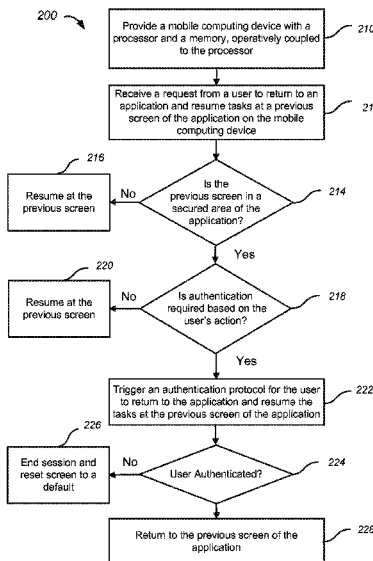 200
Provide a mobile computing device with a
processor and a memory, operatively coupled
to the processor
210
Receive a request from a user to return to an
application and resume tasks at a previous
screen of the application on the mobile
computing device
21
216
Resume at the
previous screen
No
Is the
previous screen in a
secured area of the
application?
214
Yes
220
Resume at the
previous screen
No
Is authentication
required based on the
user's action?
218
Yes
Trigger an authentication protocol for the user
to return to the application and resume the
tasks at the previous screen of the application
222
226
End session and
reset screen to a
default
No
User Authenticated?
224
Return to the previous screen of the
application
228